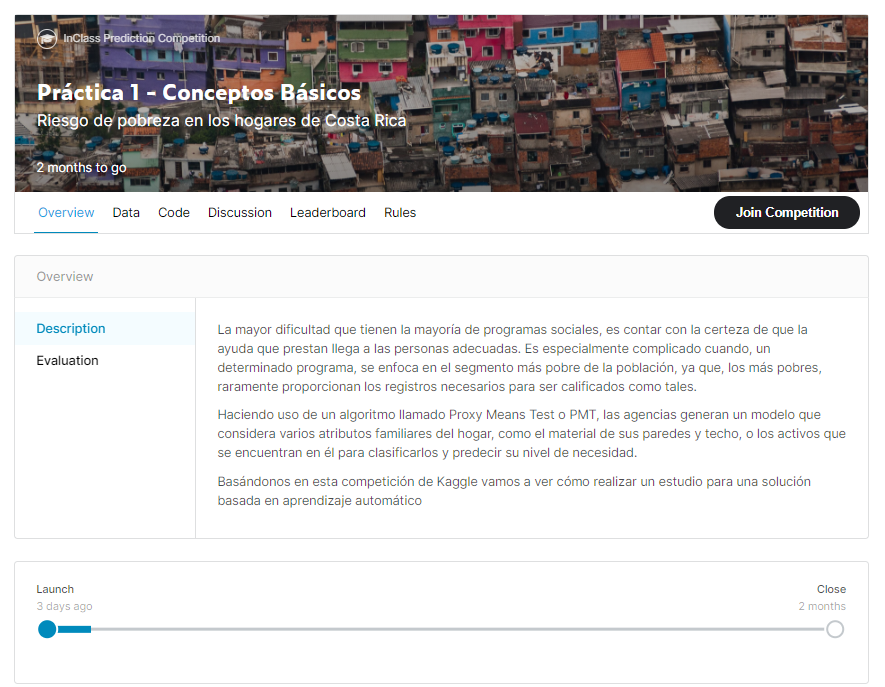 InClass Prediction Competition
Práctica 1 - Conceptos Básicos
Riesgo de pobreza en los hogares de Costa Rica
2 months to go
Overview Data Code Discussion Leaderboard Rules Join Competition
Overview
Description
Evaluation
La mayor dificultad que tienen la mayoría de programas sociales, es contar con la certeza de que la
ayuda que prestan llega a las personas adecuadas. Es especialmente complicado cuando, un
determinado programa, se enfoca en el segmento más pobre de la población, ya que, los más pobres,
raramente proporcionan los registros necesarios para ser calificados como tales.
Haciendo uso de un algoritmo llamado Proxy Means Test o PMT, las agencias generan un modelo que
considera varios atributos familiares del hogar, como el material de sus paredes y techo, o los activos que
se encuentran en él para clasificarlos y predecir su nivel de necesidad.
Basándonos en esta competición de Kaggle vamos a ver cómo realizar un estudio para una solución
basada en aprendizaje automático
Launch Close
3 days ago 2 months